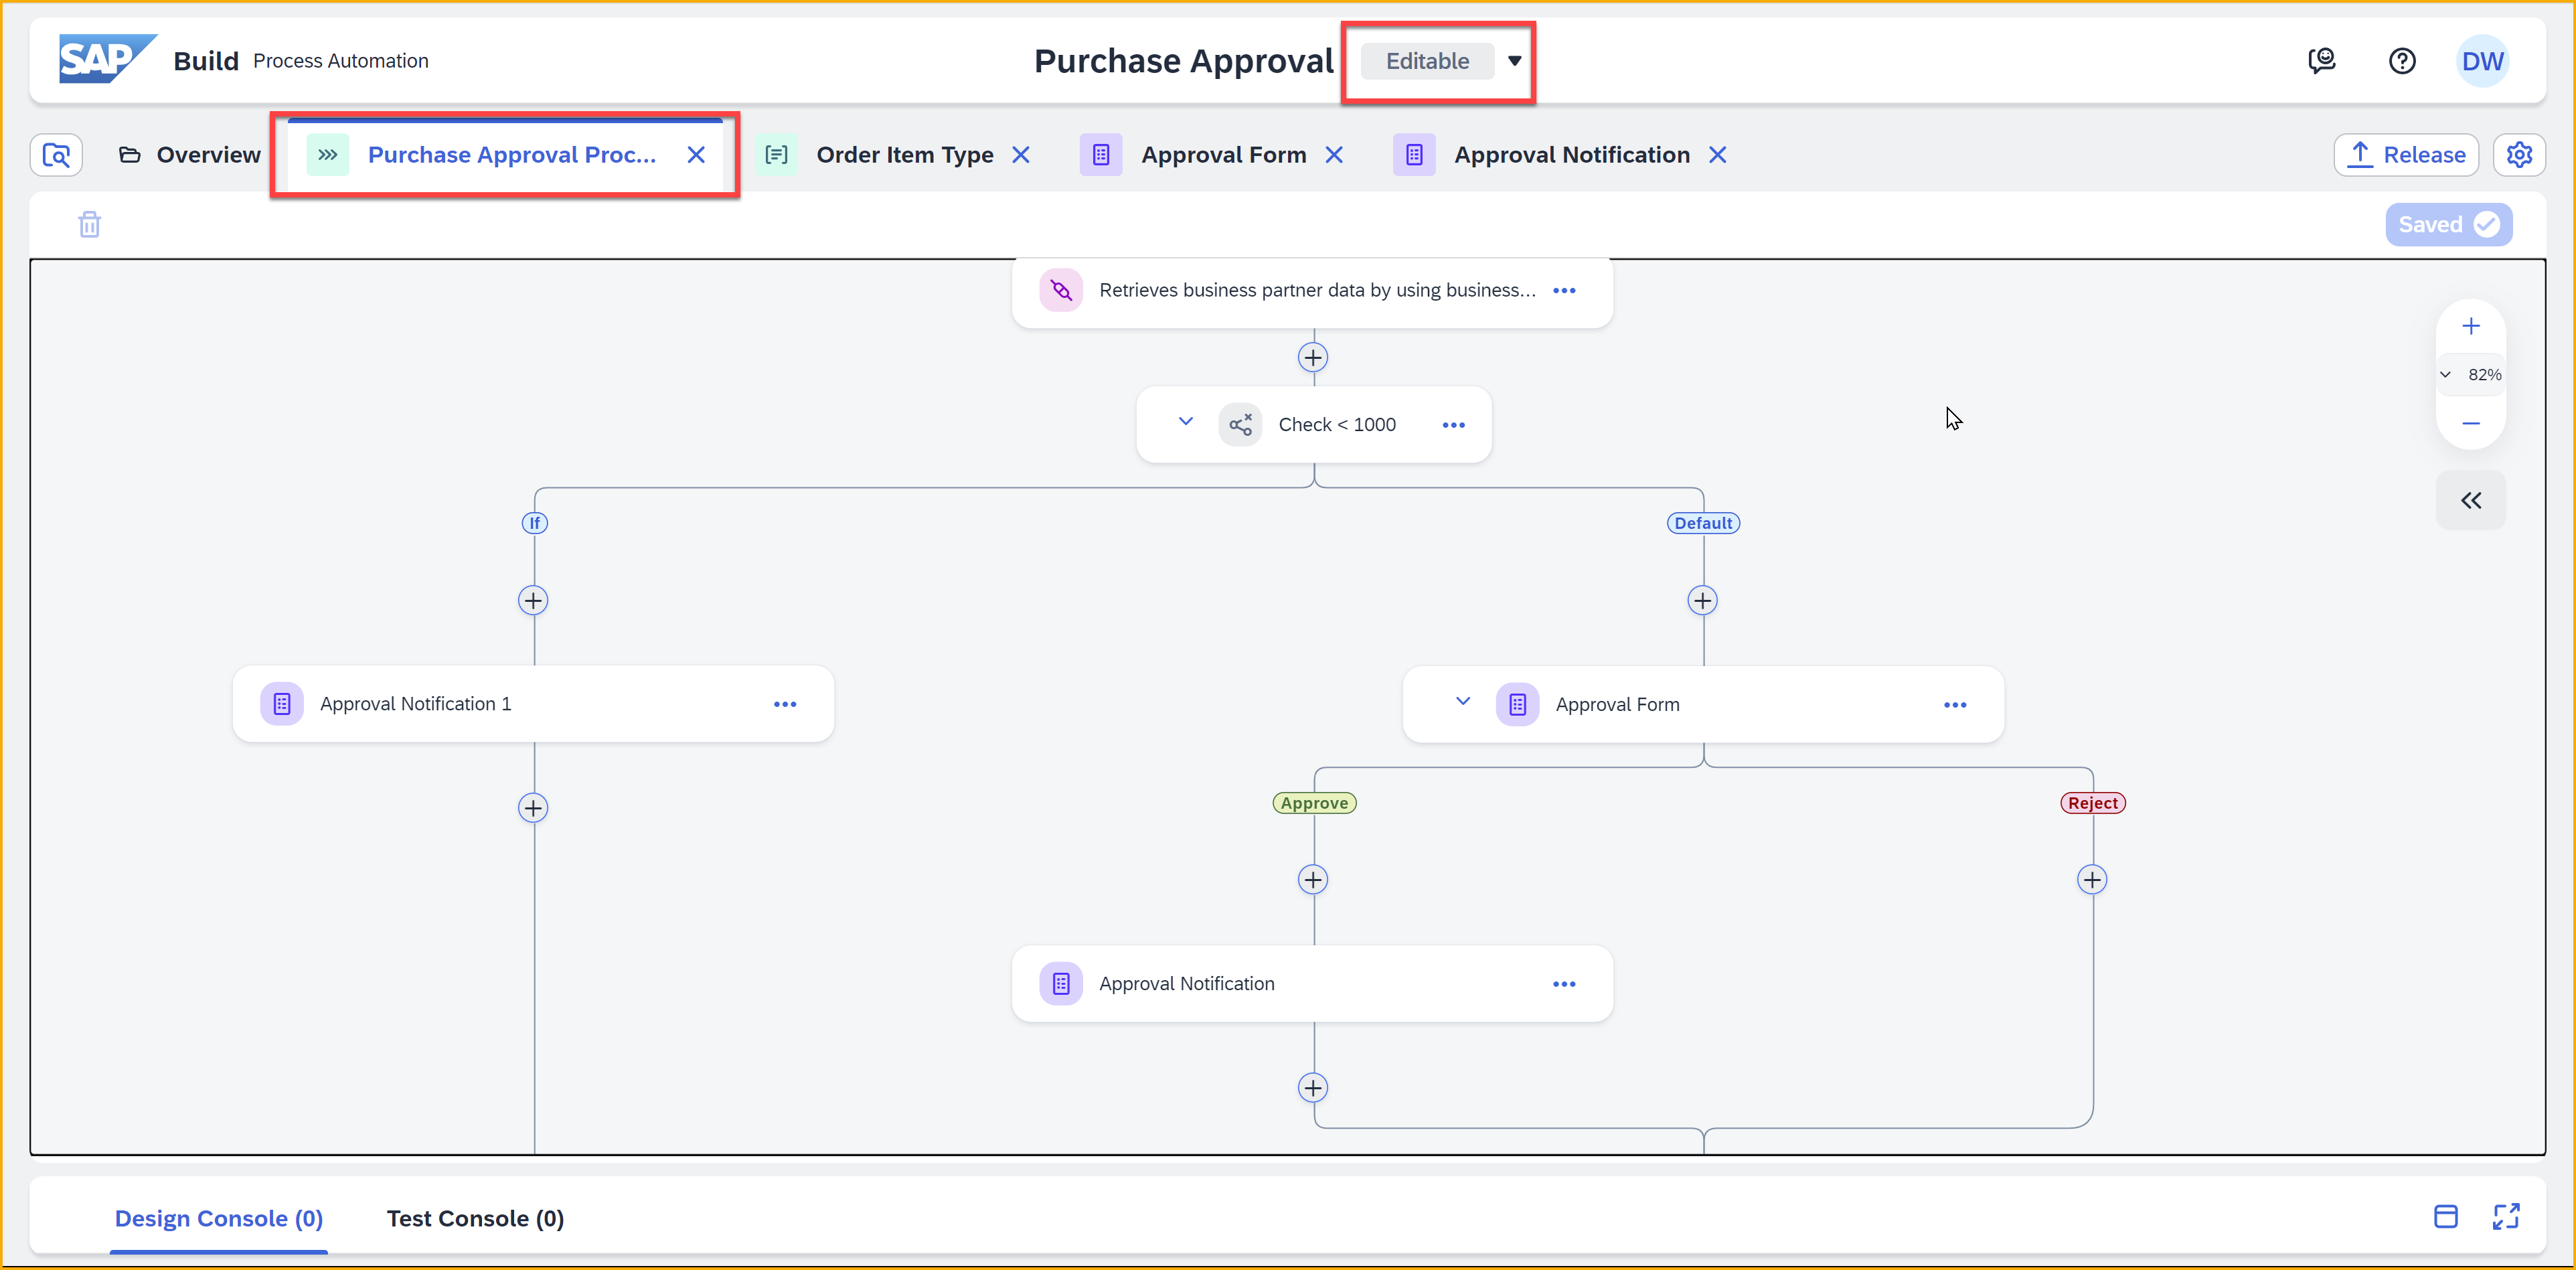 SAP Build Process Automation
Purchase Approval Editable
DW
Overview Purchase Approval Proc... Order Item Type Approval Form Approval Notification Release
Saved
Retrieves business partner data by using business...
82%
Check < 1000
If Default
Approval Notification 1 Approval Form
Approve Reject
Approval Notification
Design Console (0) Test Console (0)